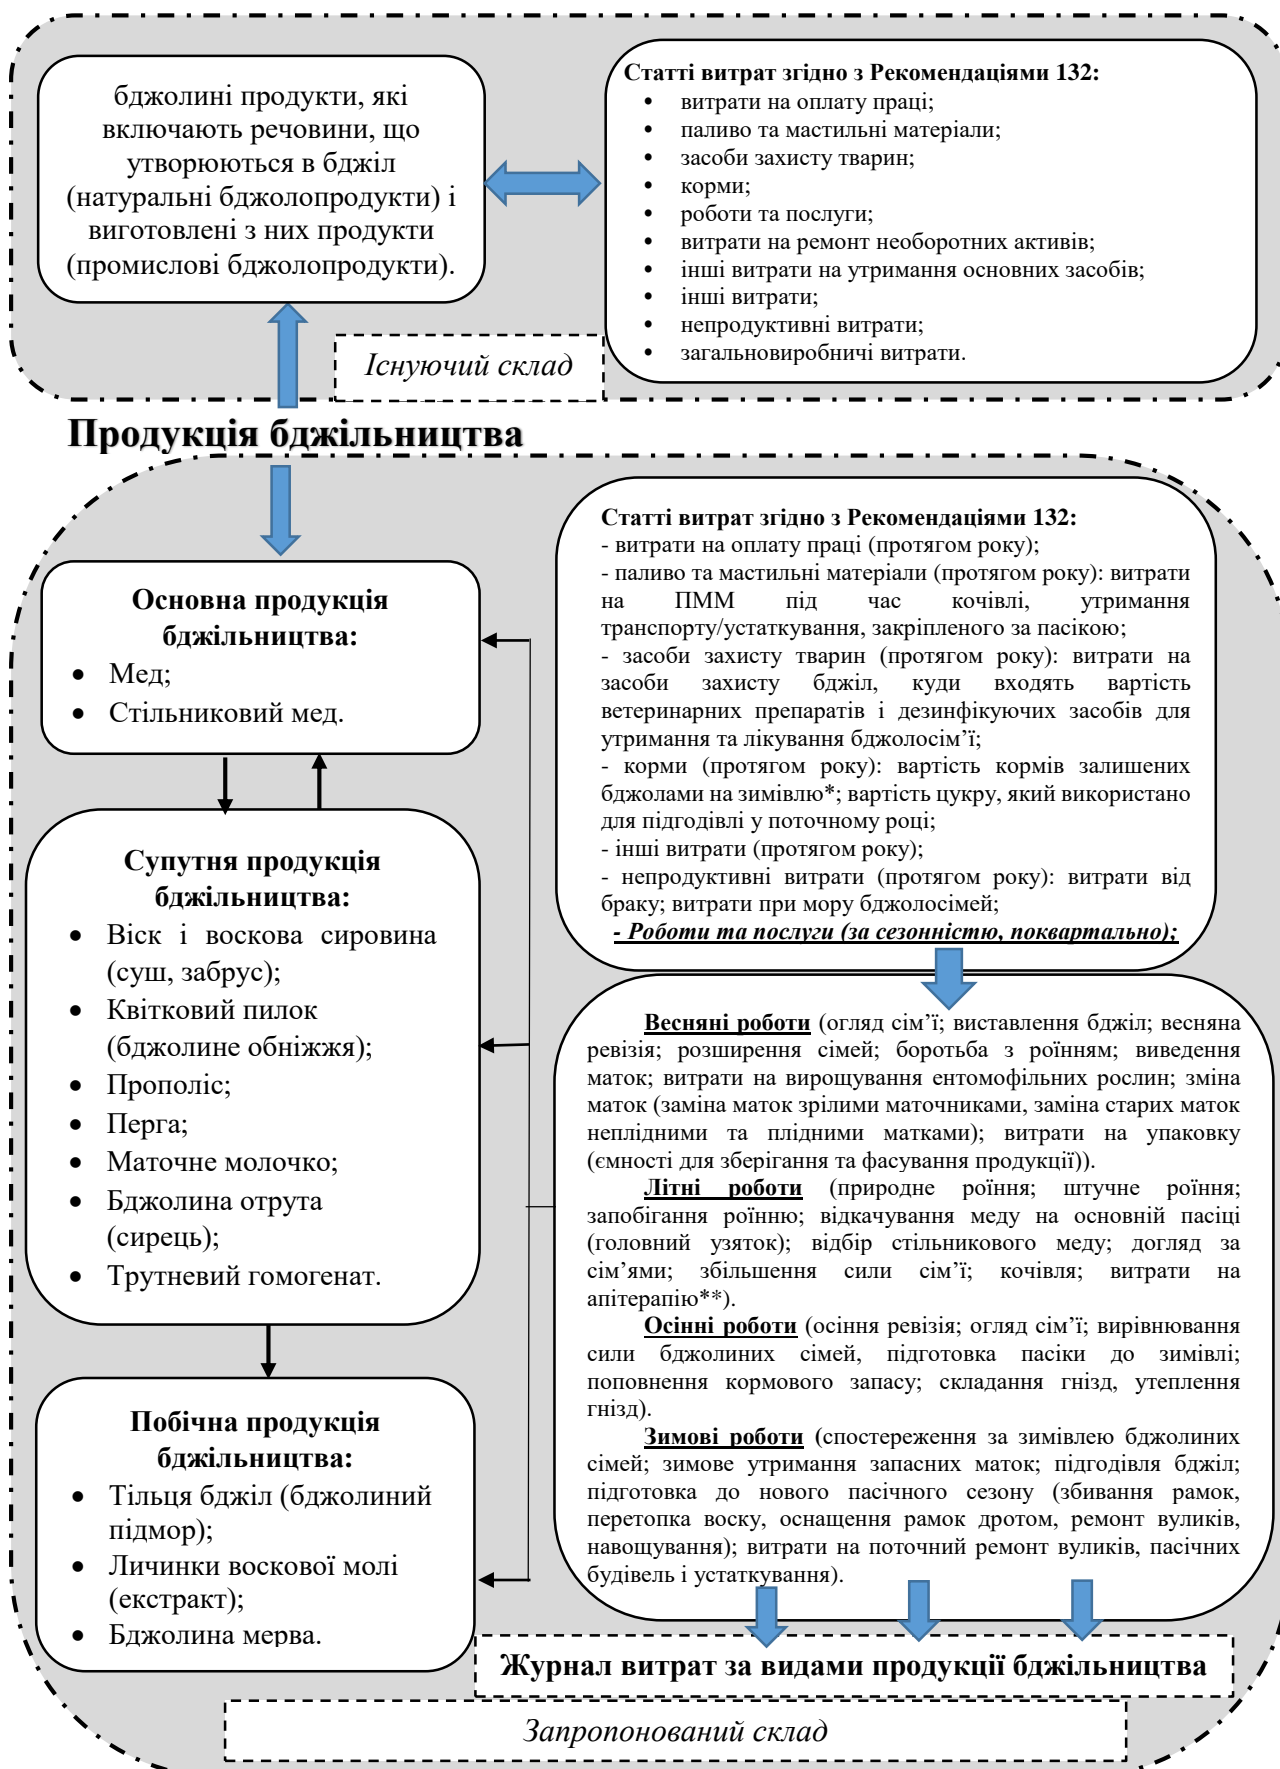 бджолині продукти, які
включають речовини, що
утворюються в бджіл
(натуральні бджолопродукти) і
виготовлені з них продукти
(промислові бджолопродукти).
Статті витрат згідно з Рекомендаціями 132:
• витрати на оплату праці;
• паливо та мастильні матеріали;
• засоби захисту тварин;
• корми;
• роботи та послуги;
• витрати на ремонт необоротних активів;
• інші витрати на утримання основних засобів;
• інші витрати;
• непродуктивні витрати;
• загальновиробничі витрати.
Існуючий склад
Продукція бджільництва
Основна продукція
бджільництва:
• Мед;
• Стільниковий мед.
Супутня продукція
бджільництва:
• Віск і воскова сировина
(суш, забрус);
• Квітковий пилок
(бджолине обніжжя);
• Прополіс;
• Перга;
• Маточне молочко;
• Бджолина отрута
(сирець);
• Трутневий гомогенат.
Побічна продукція
бджільництва:
• Тільця бджіл (бджолиний
підмор);
• Личинки воскової молі
(екстракт);
• Бджолина мерва.
Статті витрат згідно з Рекомендаціями 132:
- витрати на оплату праці (протягом року);
- паливо та мастильні матеріали (протягом року): витрати
на ПММ під час кочівлі, утримання
транспорту/устаткування, закріпленого за пасікою;
- засоби захисту тварин (протягом року): витрати на
засоби захисту бджіл, куди входять вартість
ветеринарних препаратів і дезинфікуючих засобів для
утримання та лікування бджолосім’ї;
- корми (протягом року): вартість кормів залишених
бджолами на зимівлю*; вартість цукру, який використано
для підгодівлі у поточному році;
- інші витрати (протягом року);
- непродуктивні витрати (протягом року): витрати від
браку; витрати при мору бджолосімей;
- Роботи та послуги (за сезонністю, поквартально);
Весняні роботи (огляд сім’ї; виставлення бджіл; весняна
ревізія; розширення сімей; боротьба з роїнням; виведення
маток; витрати на вирощування ентомофільних рослин; зміна
маток (заміна маток зрілими маточниками, заміна старих маток
неплідними та плідними матками); витрати на упаковку
(ємності для зберігання та фасування продукції)).
Літні роботи (природне роїння; штучне роїння;
запобігання роїнню; відкачування меду на основній пасіці
(головний узяток); відбір стільникового меду; догляд за
сім’ями; збільшення сили сім’ї; кочівля; витрати на
апітерапію**).
Осінні роботи (осіння ревізія; огляд сім’ї; вирівнювання
сили бджолиних сімей, підготовка пасіки до зимівлі;
поповнення кормового запасу; складання гнізд, утеплення
гнізд).
Зимові роботи (спостереження за зимівлею бджолиних
сімей; зимове утримання запасних маток; підгодівля бджіл;
підготовка до нового пасічного сезону (збивання рамок,
перетопка воску, оснащення рамок дротом, ремонт вуликів,
навощування); витрати на поточний ремонт вуликів, пасічних
будівель і устаткування).
Журнал витрат за видами продукції бджільництва
Запропонований склад